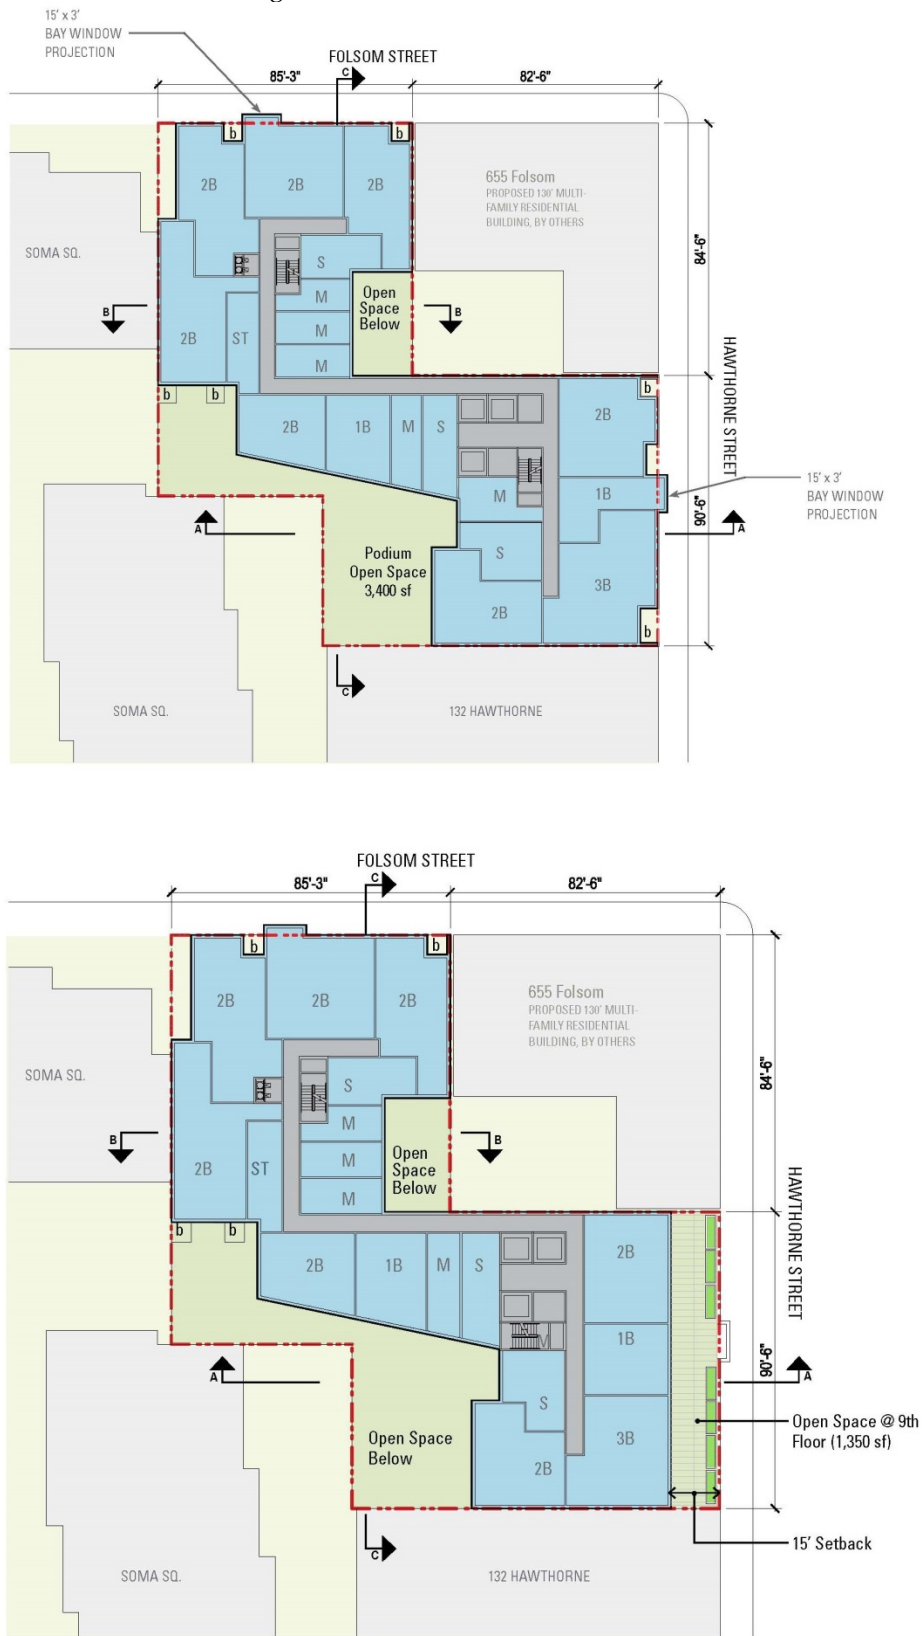 15' x 3'
BAY WINDOW
PROJECTION
FOLSOM STREET
C
85'-3"
82'-6"
b
b
2B
2B
2B
655 Folsom
PROPOSED 130' MULTI-
FAMILY RESIDENTIAL
BUILDING, BY OTHERS
84'-6"
SOMA SQ.
S
M
Open
Space
Below
B
B
M
2B
ST
M
HAWTHORNE STREET
b
b
b
2B
2B
1B
M
S
15' x 3'
BAY WINDOW
PROJECTION
M
1B
90'-6"
A
A
Podium
Open Space
3,400 sf
S
3B
2B
b
C
SOMA SQ.
132 HAWTHORNE
FOLSOM STREET
C
85'-3"
82'-6"
b
b
2B
2B
2B
655 Folsom
PROPOSED 130' MULTI-
FAMILY RESIDENTIAL
BUILDING, BY OTHERS
84'-6"
SOMA SQ.
S
M
B
B
Open
Space
Below
M
2B
ST
M
HAWTHORNE STREET
b
b
2B
2B
1B
M
S
M
1B
90'-6"
A
A
S
Open Space @ 9th
Floor (1,350 sf)
Open Space
Below
3B
2B
15' Setback
C
SOMA SQ.
132 HAWTHORNE